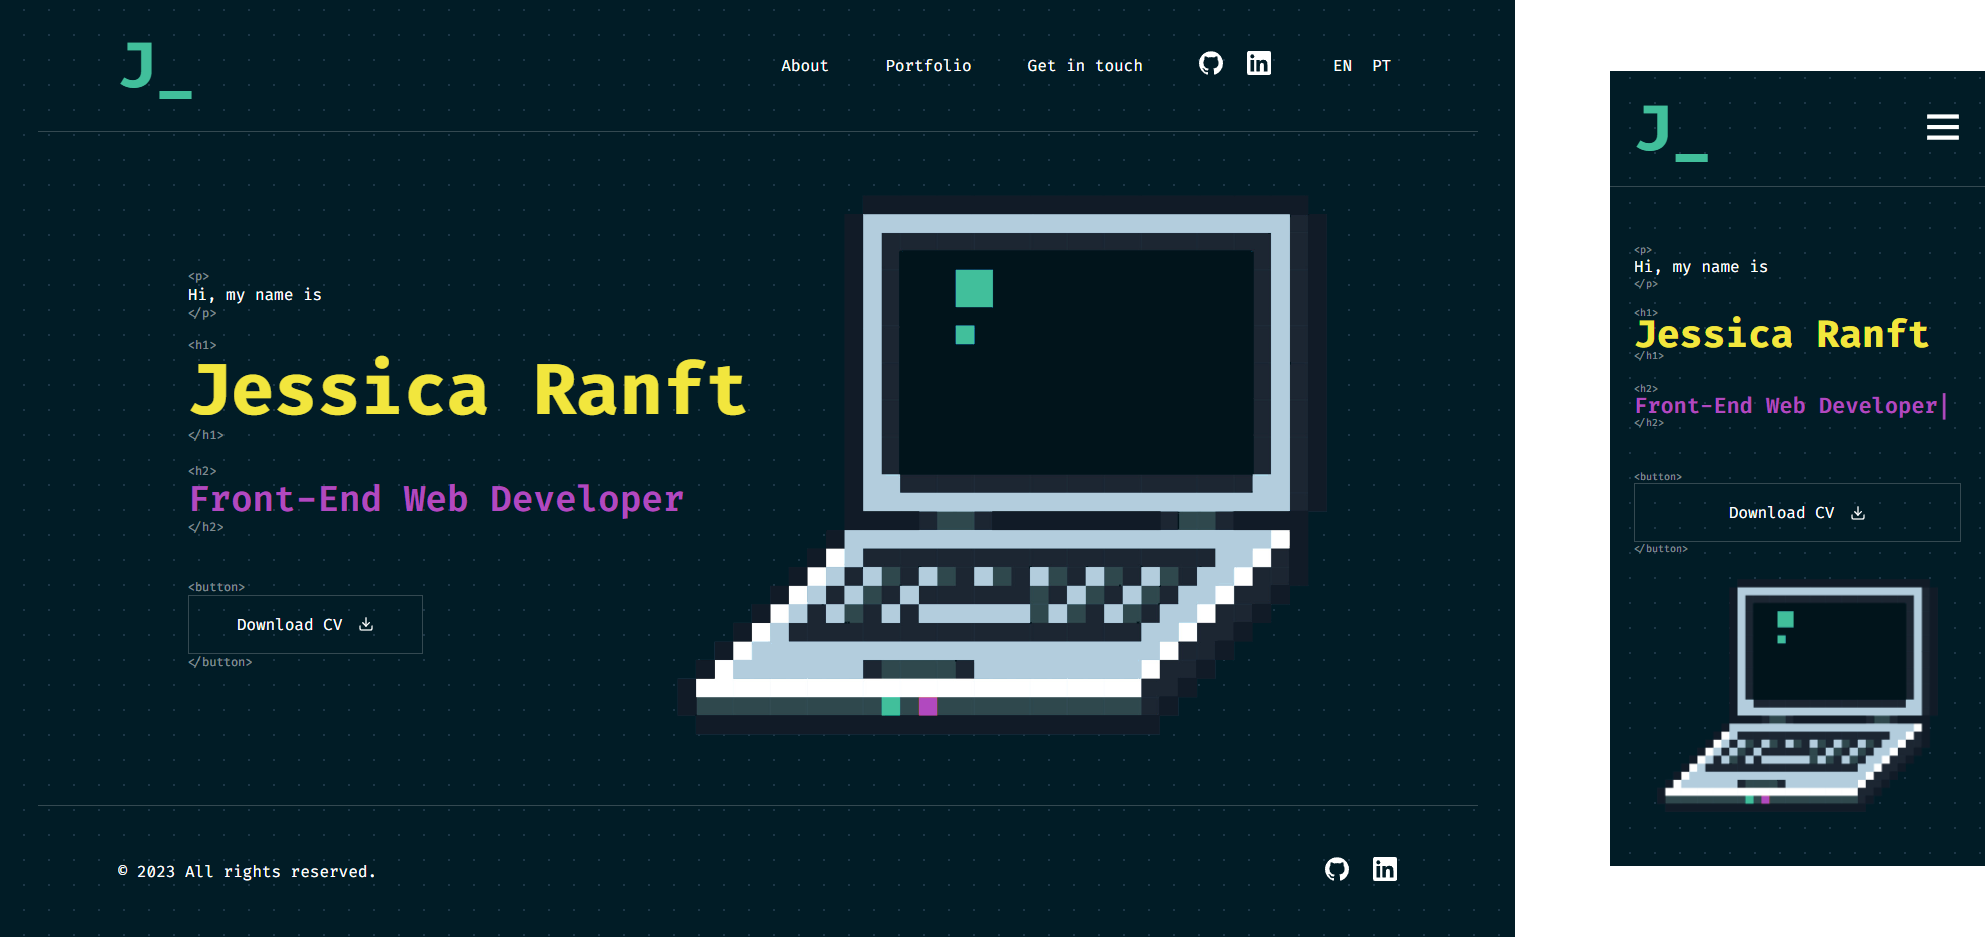 J_
About Portfolio Get in touch EN PT
<p>
Hi, my name is
</p>
<h1>
Jessica Ranft
</h1>
<h2>
Front-End Web Developer
</h2>
<button>
Download CV
</button>
© 2023 All rights reserved.
in
in
J_
<p>
Hi, my name is
</p>
<h1>
Jessica Ranft
</h1>
<h2>
Front-End Web Developer|
</h2>
<button>
Download CV
</button>